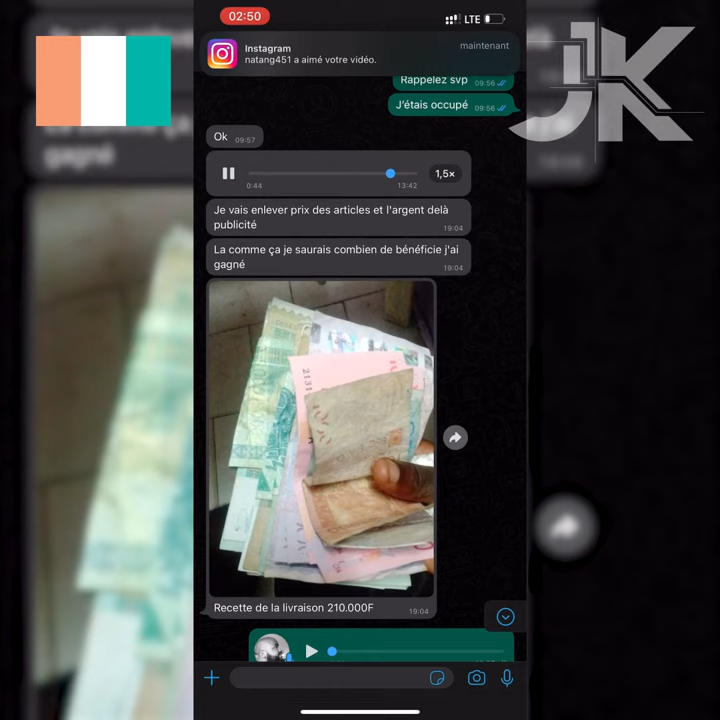 02:50
LTE
Instagram
maintenant
natang451 a aimé votre vidéo.
JK
Rappelez svp 09:56
J'étais occupé 09:56
Ok 09:57
1,5×
0:44 13:42
Je vais enlever prix des articles et l'argent delà
publicité 19:04
La comme ça je saurais combien de bénéficie j'ai
gagné 19:04
Recette de la livraison 210.000F 19:04
gagné